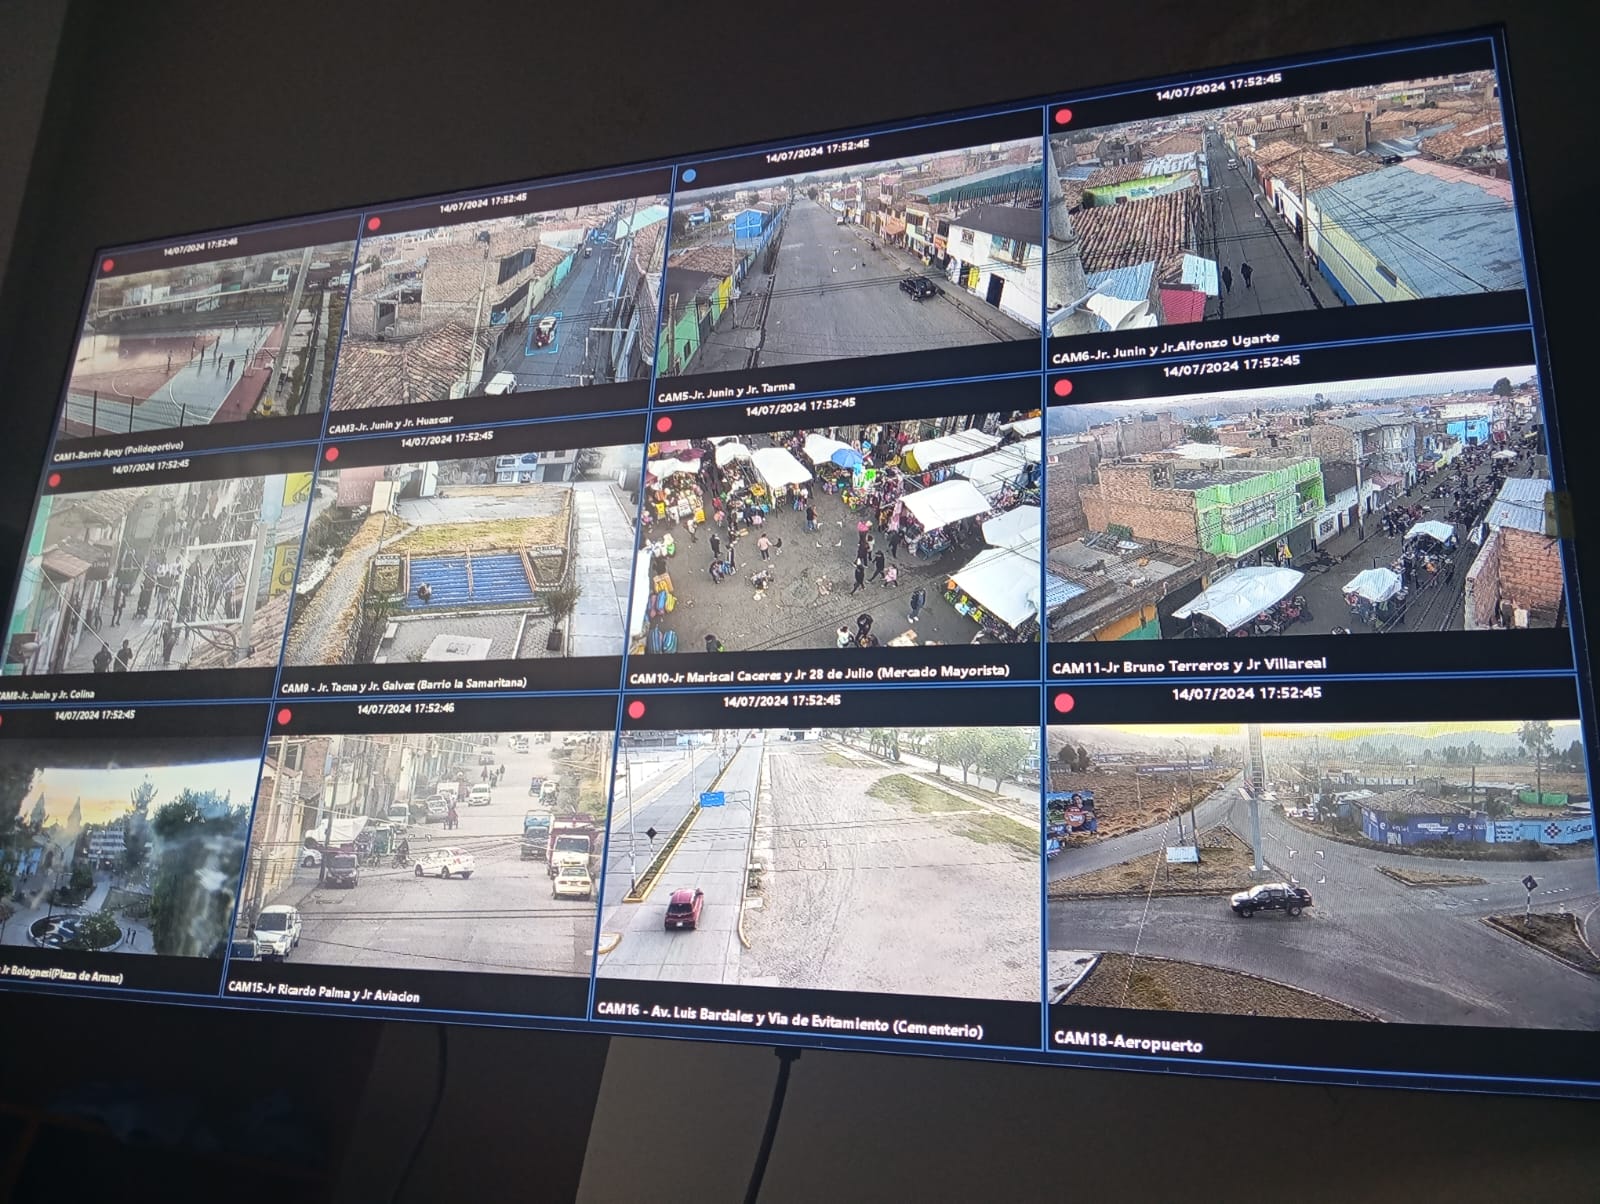 14/07/2024 17:52:46
14/07/2024 17:52:45
14/07/2024 17:52:45
14/07/2024 17:52:45
CAM1-Barrio Apay (Polideportivo)
CAM3-Jr. Junin y Jr. Huascar
CAM5-Jr. Junin y Jr. Tarma
CAM6-Jr. Junin y Jr.Alfonzo Ugarte
14/07/2024 17:52:45
14/07/2024 17:52:45
14/07/2024 17:52:45
14/07/2024 17:52:45
CAM8-Jr. Junin y Jr. Colina
CAM9 - Jr. Tacna y Jr. Galvez (Barrio la Samaritana)
CAM10-Jr Mariscal Caceres y Jr 28 de Julio (Mercado Mayorista)
CAM11-Jr Bruno Terreros y Jr Villareal
14/07/2024 17:52:45
14/07/2024 17:52:46
14/07/2024 17:52:45
14/07/2024 17:52:45
Jr Bolognesi(Plaza de Armas)
CAM15-Jr Ricardo Palma y Jr Aviacion
CAM16 - Av. Luis Bardales y Via de Evitamiento (Cementerio)
CAM18-Aeropuerto